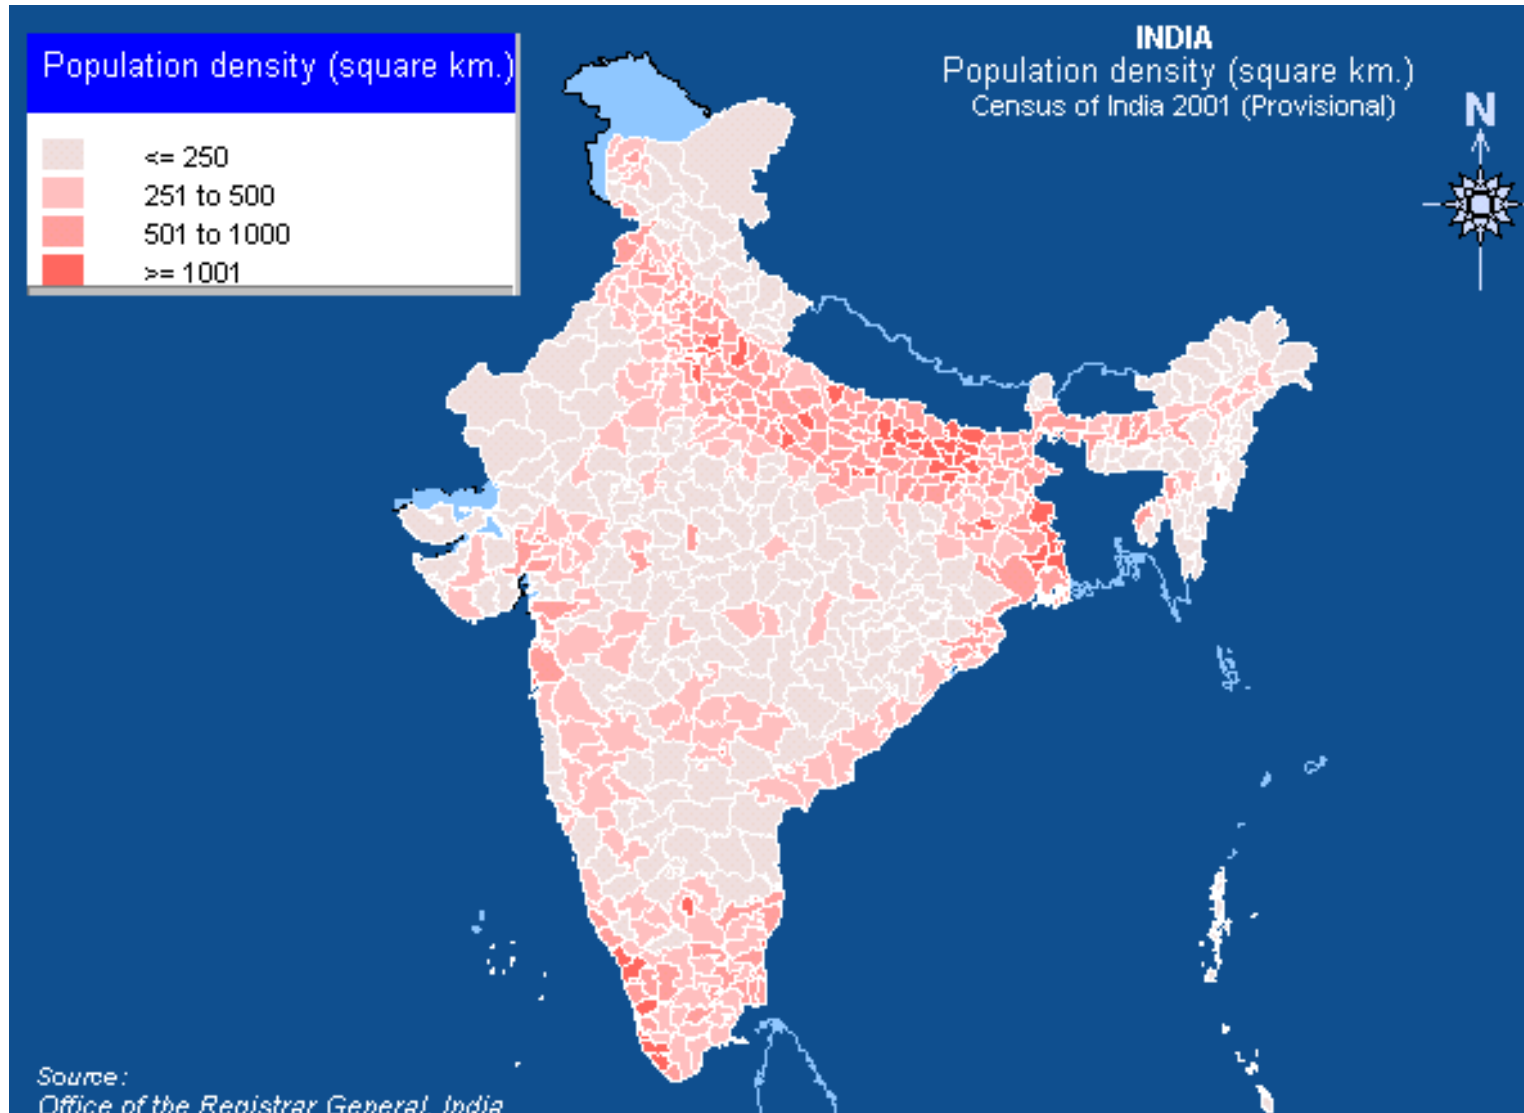 Population density (square km.)
<= 250
251 to 500
501 to 1000
>= 1001
INDIA
Population density (square km.)
Census of India 2001 (Provisional)
N
Source:
Office of the Registrar General, India